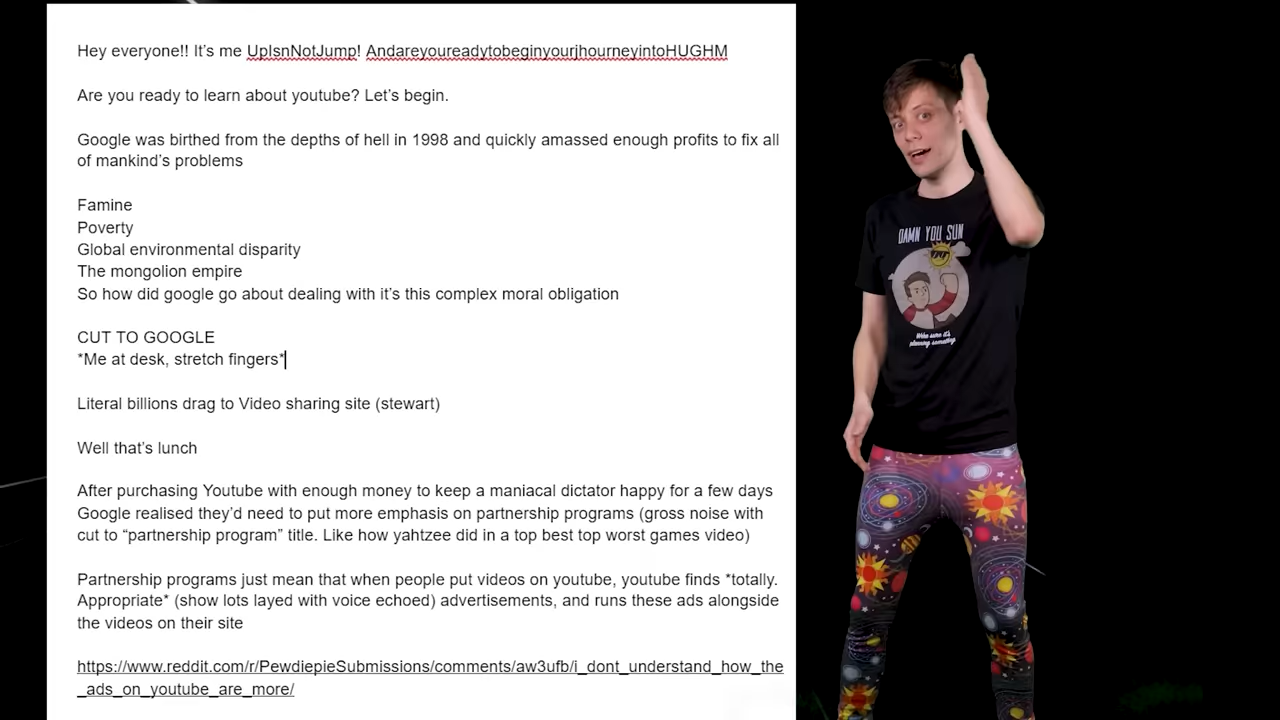 Hey everyone!! It’s me UpIsnNotJump! AndareyoureadytobeginyourjhourneyintoHUGHM
Are you ready to learn about youtube? Let’s begin.
Google was birthed from the depths of hell in 1998 and quickly amassed enough profits to fix all
of mankind’s problems
Famine
Poverty
Global environmental disparity
The mongolion empire
So how did google go about dealing with it’s this complex moral obligation
CUT TO GOOGLE
*Me at desk, stretch fingers*
Literal billions drag to Video sharing site (stewart)
Well that’s lunch
After purchasing Youtube with enough money to keep a maniacal dictator happy for a few days
Google realised they’d need to put more emphasis on partnership programs (gross noise with
cut to “partnership program” title. Like how yahtzee did in a top best top worst games video)
Partnership programs just mean that when people put videos on youtube, youtube finds *totally.
Appropriate* (show lots layed with voice echoed) advertisements, and runs these ads alongside
the videos on their site
https://www.reddit.com/r/PewdiepieSubmissions/comments/aw3ufb/i_dont_understand_how_the
_ads_on_youtube_are_more/
DAMN YOU SUN
Who sure it's
planning something